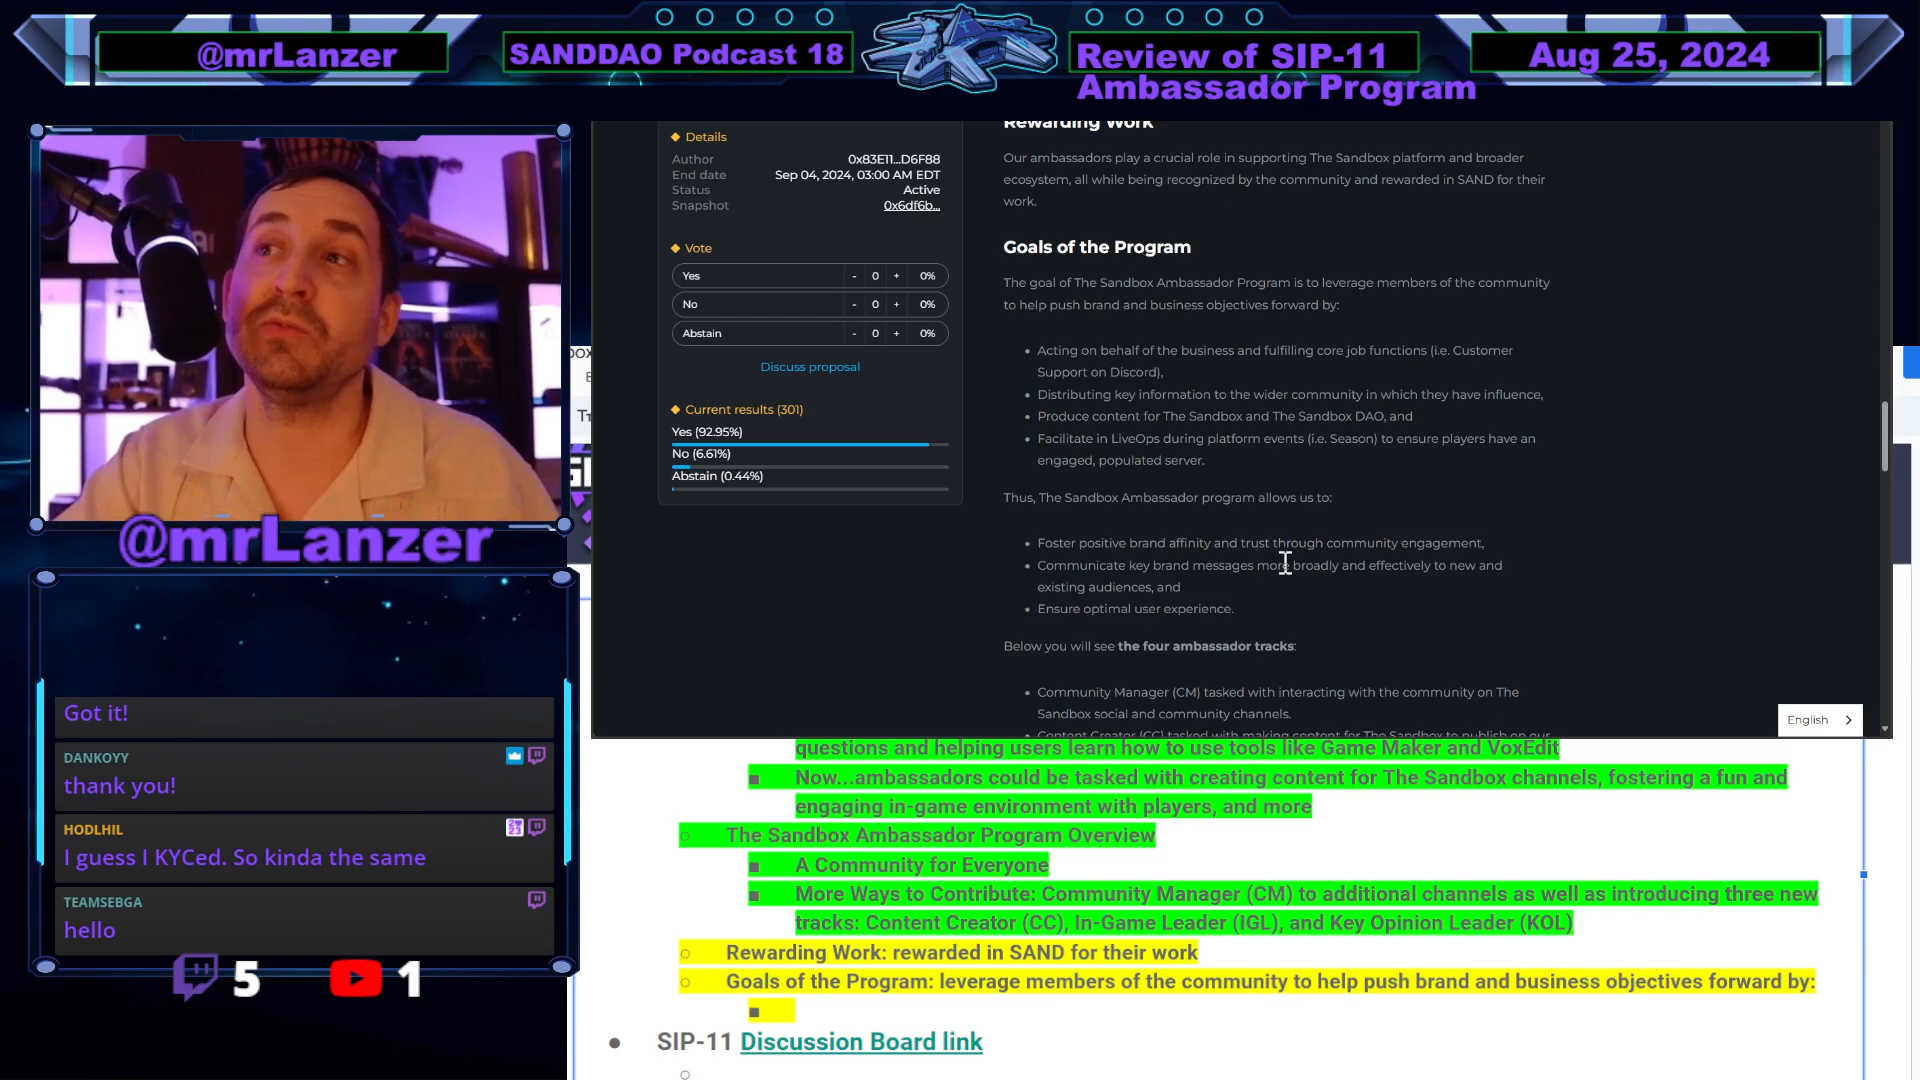 @mrLanzer
SANDDAO Podcast 18
Review of SIP-11
Ambassador Program
Aug 25, 2024
Details
Author 0x83E11...D6F88
End date Sep 04, 2024, 03:00 AM EDT
Status Active
Snapshot 0x6df6b...
Vote
Yes - 0 + 0%
No - 0 + 0%
Abstain - 0 + 0%
Discuss proposal
Current results (301)
Yes (92.95%)
No (6.61%)
Abstain (0.44%)
Rewarding Work
Our ambassadors play a crucial role in supporting The Sandbox platform and broader
ecosystem, all while being recognized by the community and rewarded in SAND for their
work.
Goals of the Program
The goal of The Sandbox Ambassador Program is to leverage members of the community
to help push brand and business objectives forward by:
Acting on behalf of the business and fulfilling core job functions (i.e. Customer
Support on Discord),
Distributing key information to the wider community in which they have influence,
Produce content for The Sandbox and The Sandbox DAO, and
Facilitate in LiveOps during platform events (i.e. Season) to ensure players have an
engaged, populated server.
Thus, The Sandbox Ambassador program allows us to:
Foster positive brand affinity and trust through community engagement,
Communicate key brand messages more broadly and effectively to new and
existing audiences, and
Ensure optimal user experience.
Below you will see the four ambassador tracks:
Community Manager (CM) tasked with interacting with the community on The
Sandbox social and community channels.
Content Creator (CC) tasked with making content for The Sandbox to publish on our
English
@mrLanzer
Got it!
DANKOYY
thank you!
HODLHIL
I guess I KYCed. So kinda the same
TEAMSEBGA
hello
5
1
questions and helping users learn how to use tools like Game Maker and VoxEdit
Now...ambassadors could be tasked with creating content for The Sandbox channels, fostering a fun and
engaging in-game environment with players, and more
The Sandbox Ambassador Program Overview
A Community for Everyone
More Ways to Contribute: Community Manager (CM) to additional channels as well as introducing three new
tracks: Content Creator (CC), In-Game Leader (IGL), and Key Opinion Leader (KOL)
Rewarding Work: rewarded in SAND for their work
Goals of the Program: leverage members of the community to help push brand and business objectives forward by:
SIP-11 Discussion Board link